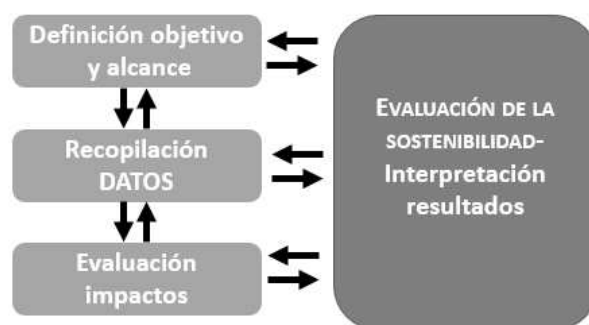 Definición objetivo
y alcance
Recopilación
DATOS
Evaluación
impactos
EVALUACIÓN DE LA
SOSTENIBILIDAD-
Interpretación
resultados